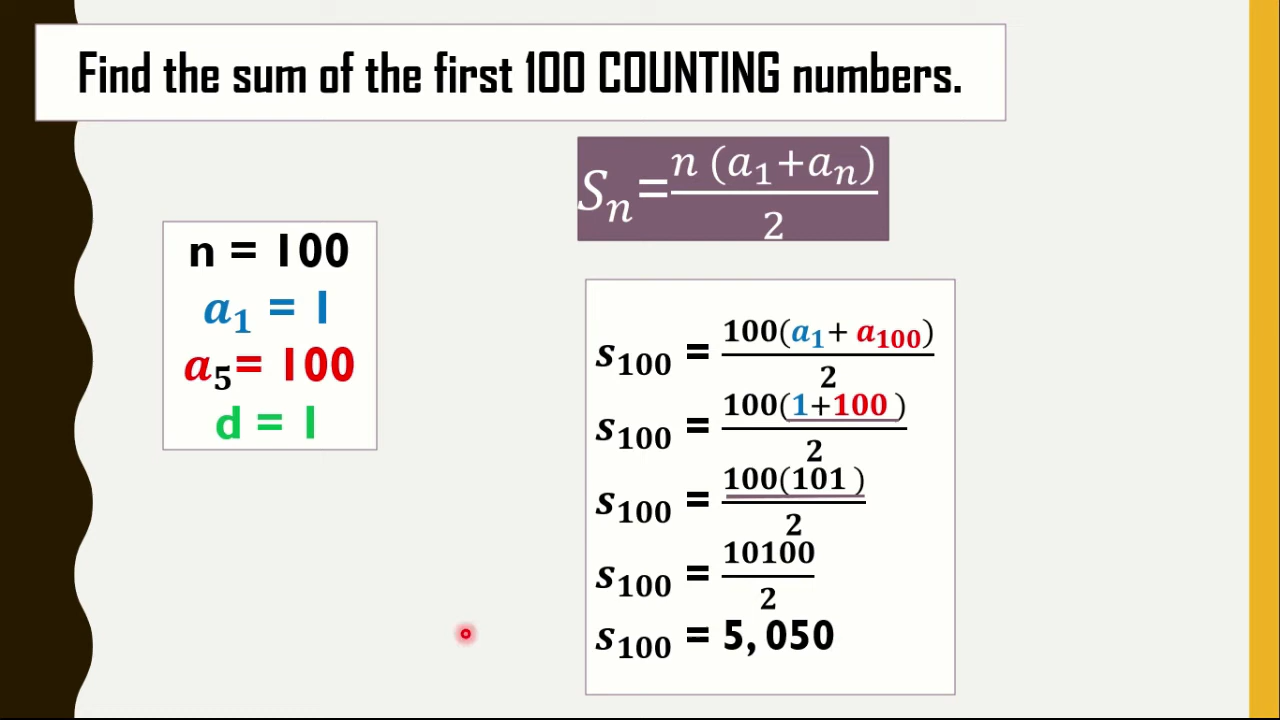 Find the sum of the first 100 COUNTING numbers.
Sₙ=n (a₁+aₙ)/2
n = 100
a₁ = 1
a₅= 100
d = 1
s₁₀₀ = 100(a₁+ a₁₀₀)/2
s₁₀₀ = 100(1+100 )/2
s₁₀₀ = 100(101 )/2
s₁₀₀ = 10100/2
s₁₀₀ = 5, 050